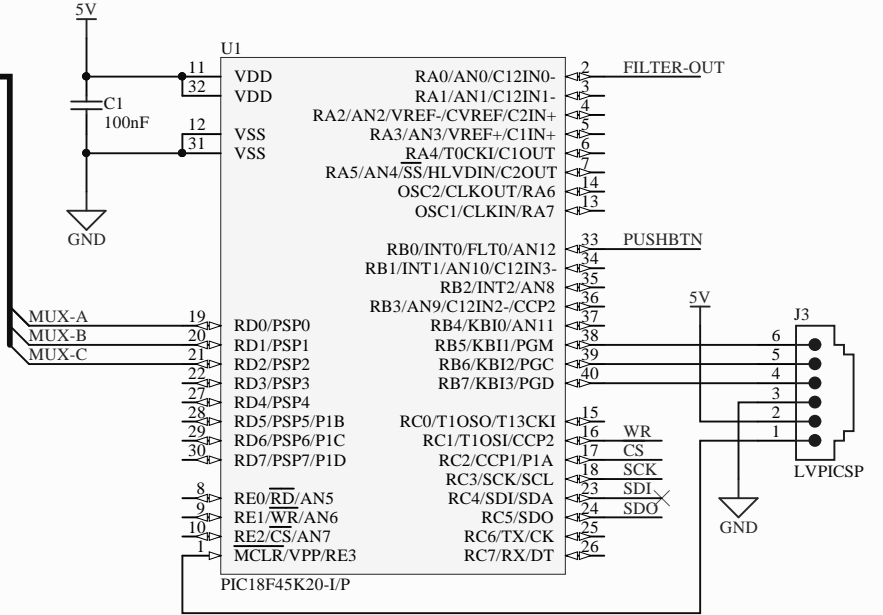 5V
U1
11 VDD
32 VDD
C1
100nF
12 VSS
31 VSS
GND
MUX-A 19 RD0/PSP0
MUX-B 20 RD1/PSP1
MUX-C 21 RD2/PSP2
22 RD3/PSP3
27 RD4/PSP4
28 RD5/PSP5/P1B
29 RD6/PSP6/P1C
30 RD7/PSP7/P1D
8 RE0/RD/AN5
9 RE1/WR/AN6
10 RE2/CS/AN7
1 MCLR/VPP/RE3
PIC18F45K20-I/P
RA0/AN0/C12IN0- 2 FILTER-OUT
RA1/AN1/C12IN1- 3
RA2/AN2/VREF-/CVREF/C2IN+ 4
RA3/AN3/VREF+/C1IN+ 5
RA4/T0CKI/C1OUT 6
RA5/AN4/SS/HLVDIN/C2OUT 7
OSC2/CLKOUT/RA6 14
OSC1/CLKIN/RA7 13
RB0/INT0/FLT0/AN12 33 PUSHBTN
RB1/INT1/AN10/C12IN3- 34
RB2/INT2/AN8 35
RB3/AN9/C12IN2-/CCP2 36
RB4/KBI0/AN11 37
RB5/KBI1/PGM 38
RB6/KBI2/PGC 39
RB7/KBI3/PGD 40
RC0/T1OSO/T13CKI 15
RC1/T1OSI/CCP2 16 WR
RC2/CCP1/P1A 17 CS
RC3/SCK/SCL 18 SCK
RC4/SDI/SDA 23 SDI
RC5/SDO 24 SDO
RC6/TX/CK 25
RC7/RX/DT 26
5V
J3
6
5
4
3
2
1
LVPICSP
GND